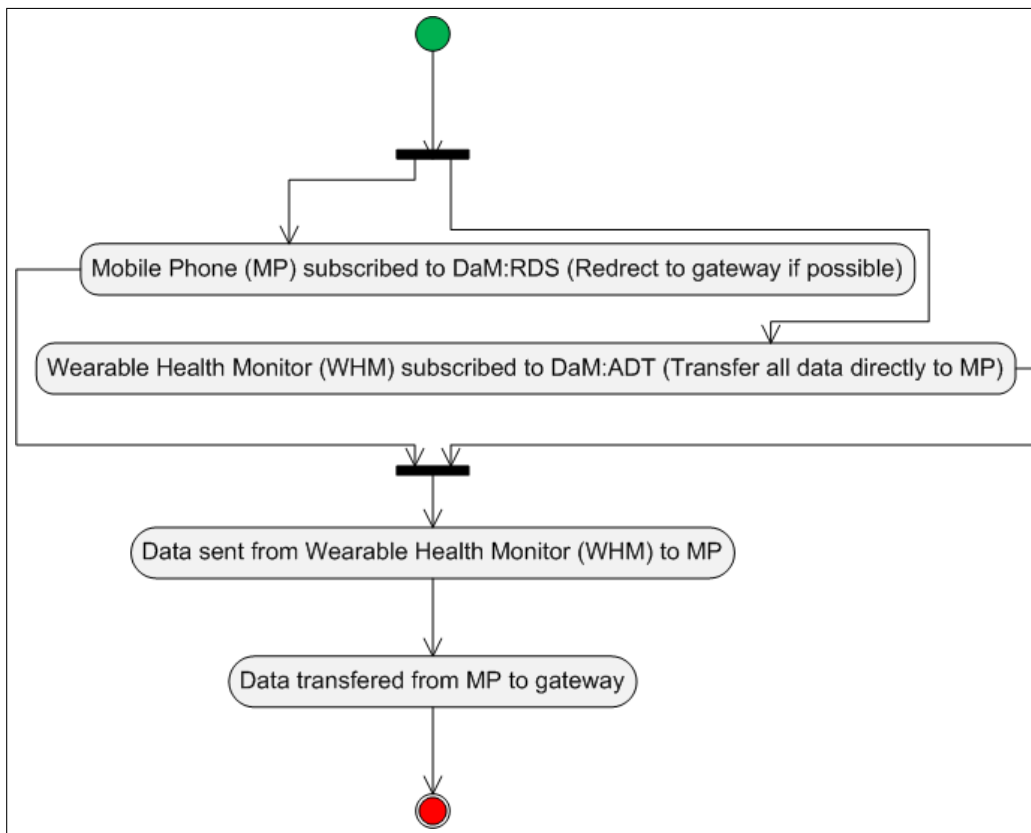 Mobile Phone (MP) subscribed to DaM:RDS (Redrect to gateway if possible)
Wearable Health Monitor (WHM) subscribed to DaM:ADT (Transfer all data directly to MP)
Data sent from Wearable Health Monitor (WHM) to MP
Data transfered from MP to gateway